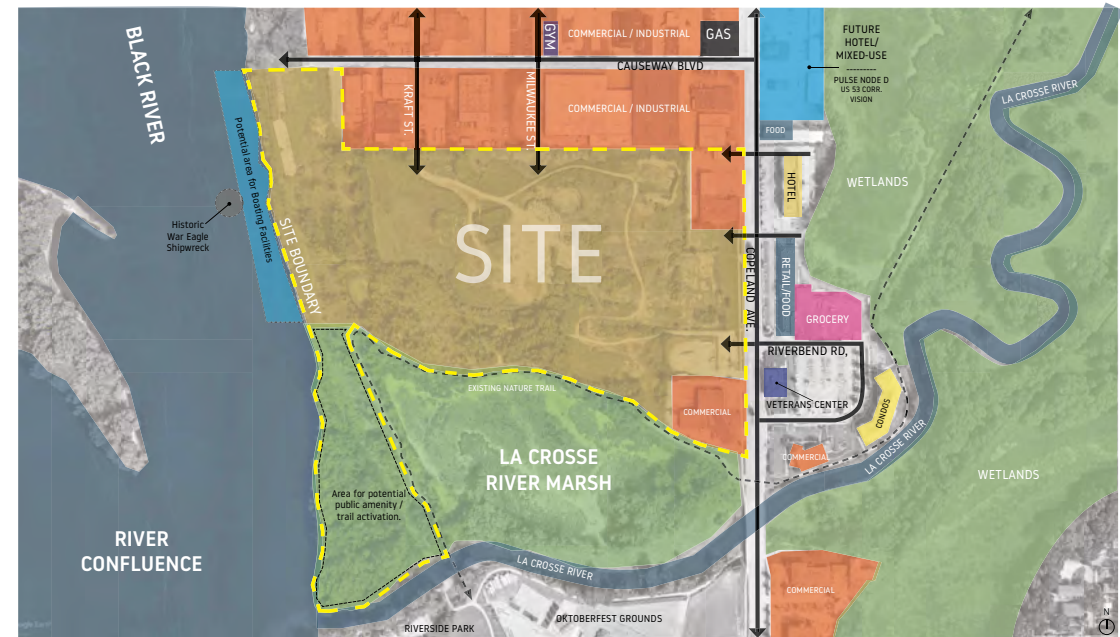 BLACK RIVER
GYM
COMMERCIAL / INDUSTRIAL
GAS
CAUSEWAY BLVD
FUTURE
HOTEL/
MIXED-USE
---------
PULSE NODE D
US 53 CORR.
VISION
LA CROSSE RIVER
KRAFT ST.
MILWAUKEE ST.
COMMERCIAL / INDUSTRIAL
FOOD
Potential area for Boating Facilities
HOTEL
WETLANDS
Historic
War Eagle
Shipwreck
SITE BOUNDARY
SITE
COPELAND AVE.
RETAIL/FOOD
GROCERY
RIVERBEND RD,
EXISTING NATURE TRAIL
VETERANS CENTER
COMMERCIAL
CONDOS
LA CROSSE
RIVER MARSH
COMMERCIAL
LA CROSSE RIVER
WETLANDS
Area for potential
public amenity /
trail activation.
RIVER
CONFLUENCE
LA CROSSE RIVER
COMMERCIAL
OKTOBERFEST GROUNDS
RIVERSIDE PARK
N
Google Earth